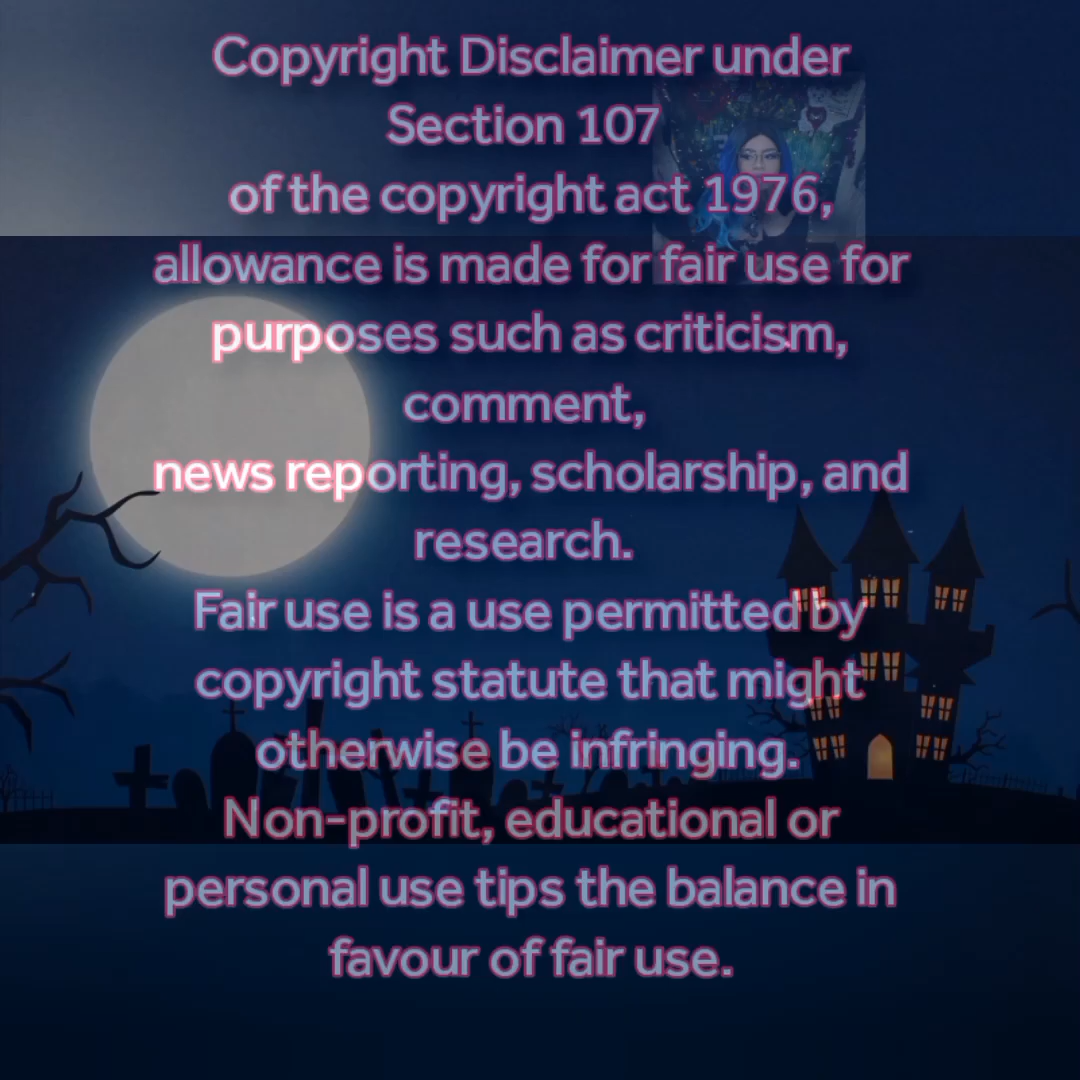 Copyright Disclaimer under
Section 107
of the copyright act 1976,
allowance is made for fair use for
purposes such as criticism,
comment,
news reporting, scholarship, and
research.
Fair use is a use permitted by
copyright statute that might
otherwise be infringing.
Non-profit, educational or
personal use tips the balance in
favour of fair use.